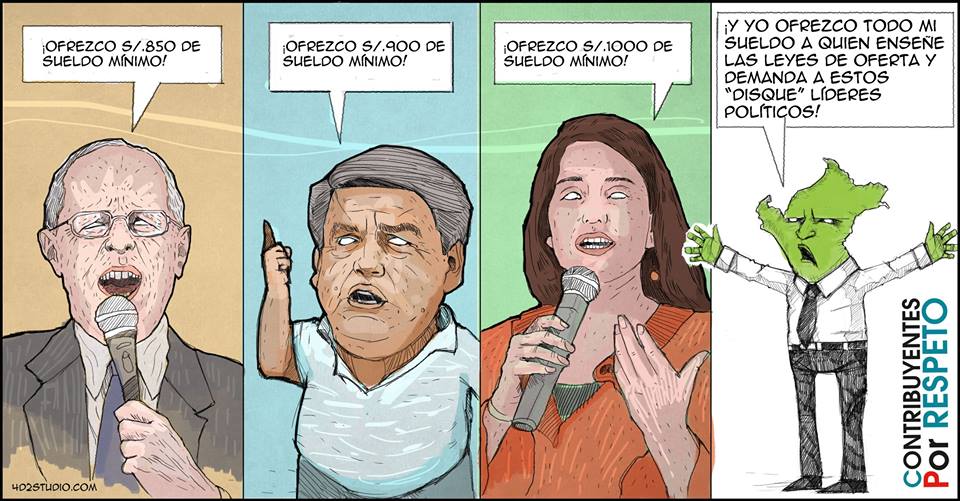 ¡OFREZCO S/.850 DE
SUELDO MÍNIMO!
¡OFREZCO S/.900 DE
SUELDO MÍNIMO!
¡OFREZCO S/.1000 DE
SUELDO MÍNIMO!
¡Y YO OFREZCO TODO MI
SUELDO A QUIEN ENSEÑE
LAS LEYES DE OFERTA Y
DEMANDA A ESTOS
"DISQUE" LÍDERES
POLÍTICOS!
4D2STUDIO.COM
CONTRIBUYENTES
Por RESPETO